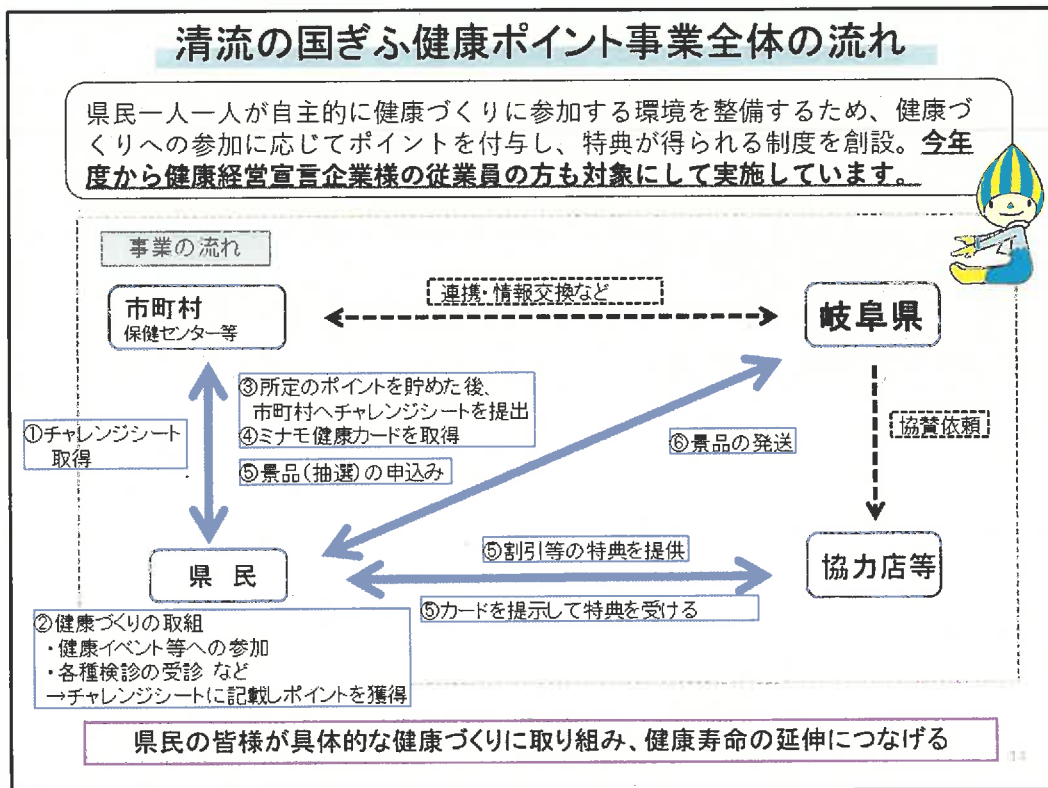 清流の国ぎふ健康ポイント事業全体の流れ
県民一人一人が自主的に健康づくりに参加する環境を整備するため、健康づ
くりへの参加に応じてポイントを付与し、特典が得られる制度を創設。今年
度から健康経営宣言企業様の従業員の方も対象にして実施しています。
事業の流れ
市町村
保健センター等
連携・情報交換など
岐阜県
③所定のポイントを貯めた後、
市町村へチャレンジシートを提出
④ミナモ健康カードを取得
①チャレンジシート
取得
⑥景品の発送
協賛依頼
⑤景品(抽選)の申込み
県 民
⑤割引等の特典を提供
協力店等
⑤カードを提示して特典を受ける
②健康づくりの取組
・健康イベント等への参加
・各種検診の受診 など
→チャレンジシートに記載しポイントを獲得
県民の皆様が具体的な健康づくりに取り組み、健康寿命の延伸につなげる
14